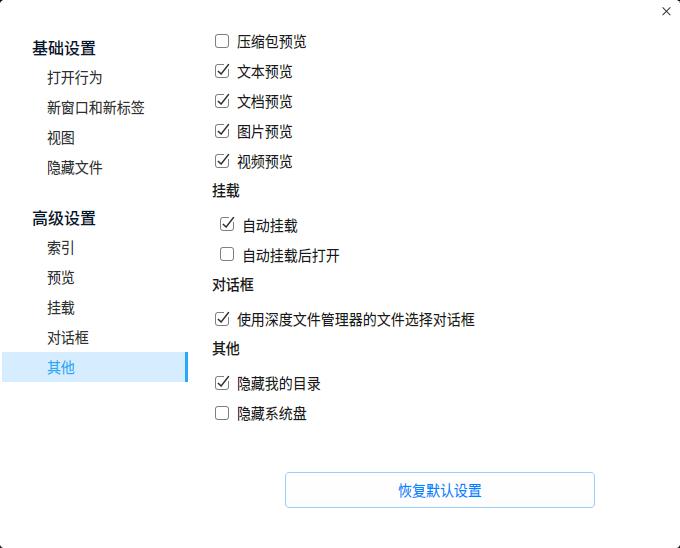 基础设置
打开行为
新窗口和新标签
视图
隐藏文件
高级设置
索引
预览
挂载
对话框
其他
压缩包预览
文本预览
文档预览
图片预览
视频预览
挂载
自动挂载
自动挂载后打开
对话框
使用深度文件管理器的文件选择对话框
其他
隐藏我的目录
隐藏系统盘
恢复默认设置